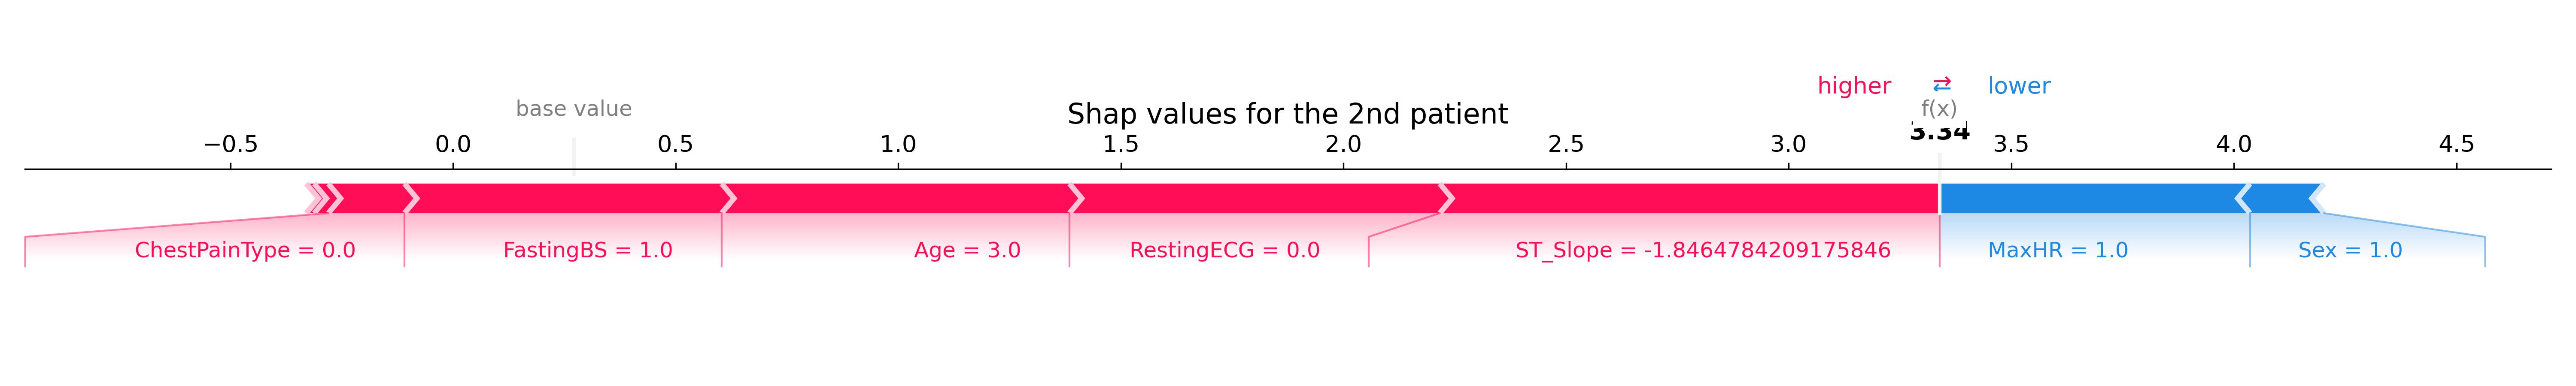 higher ⇄ lower
base value
Shap values for the 2nd patient
f(x)
3.34
−0.5 0.0 0.5 1.0 1.5 2.0 2.5 3.0 3.5 4.0 4.5
ChestPainType = 0.0 FastingBS = 1.0 Age = 3.0 RestingECG = 0.0 ST_Slope = -1.8464784209175846 MaxHR = 1.0 Sex = 1.0